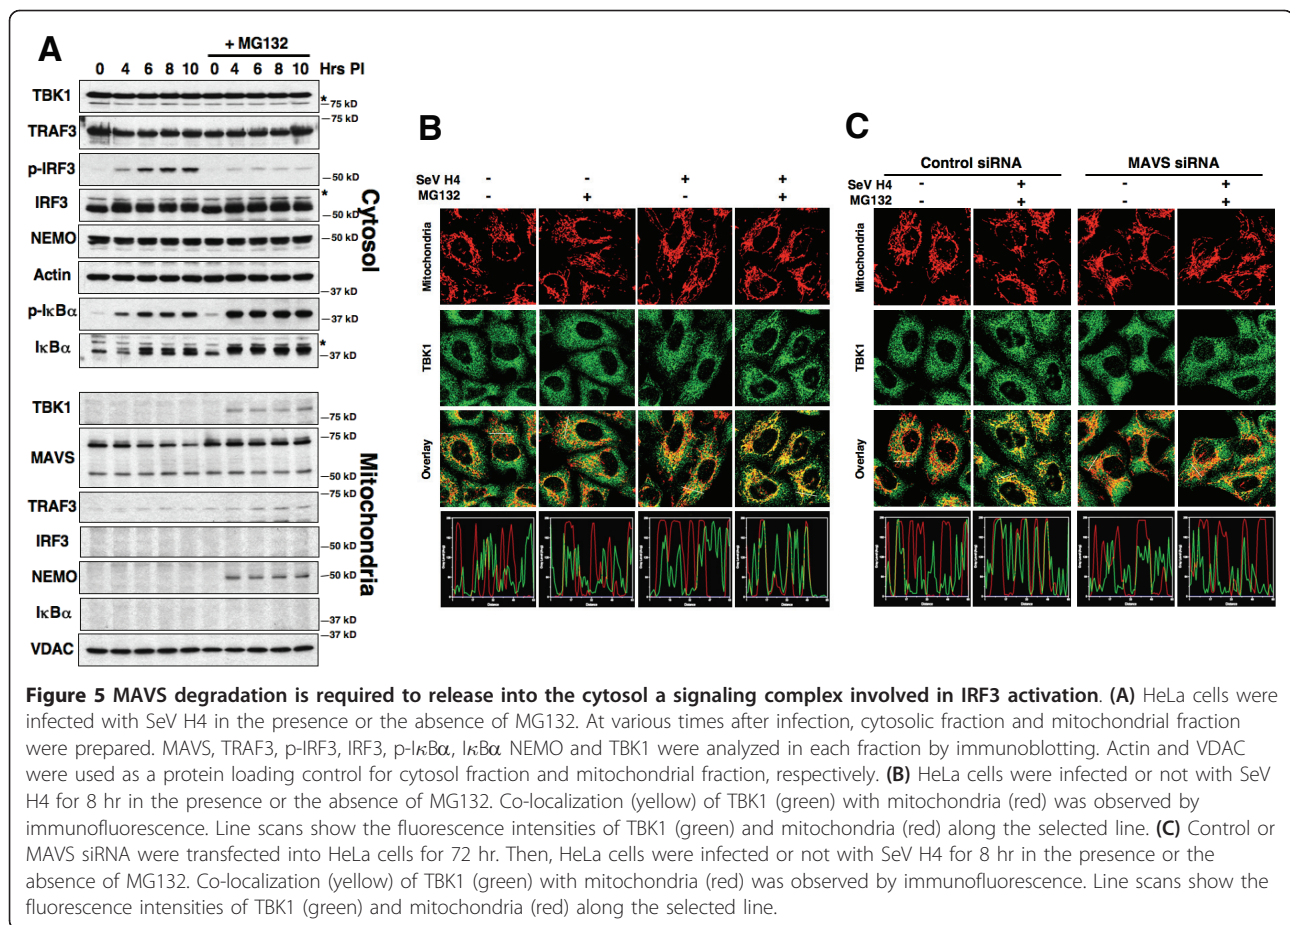 A
+ MG132
0 4 6 8 10 0 4 6 8 10 Hrs PI
TBK1
*
75 kD
TRAF3
75 kD
p-IRF3
50 kD
IRF3
*
50 kD
NEMO
50 kD
Actin
37 kD
p-IκBα
37 kD
IκBα
*
37 kD
Cytosol
TBK1
75 kD
MAVS
75 kD
50 kD
TRAF3
75 kD
IRF3
50 kD
NEMO
50 kD
IκBα
37 kD
VDAC
37 kD
Mitochondria
B
SeV H4 - - + +
MG132 - + - +
Mitochondria
TBK1
Overlay
Distance Distance Distance Distance
C
Control siRNA MAVS siRNA
SeV H4 - + - +
MG132 - + - +
Mitochondria
TBK1
Overlay
Distance Distance Distance Distance
Figure 5 MAVS degradation is required to release into the cytosol a signaling complex involved in IRF3 activation. (A) HeLa cells were
infected with SeV H4 in the presence or the absence of MG132. At various times after infection, cytosolic fraction and mitochondrial fraction
were prepared. MAVS, TRAF3, p-IRF3, IRF3, p-IκBα, IκBα NEMO and TBK1 were analyzed in each fraction by immunoblotting. Actin and VDAC
were used as a protein loading control for cytosol fraction and mitochondrial fraction, respectively. (B) HeLa cells were infected or not with SeV
H4 for 8 hr in the presence or the absence of MG132. Co-localization (yellow) of TBK1 (green) with mitochondria (red) was observed by
immunofluorescence. Line scans show the fluorescence intensities of TBK1 (green) and mitochondria (red) along the selected line. (C) Control or
MAVS siRNA were transfected into HeLa cells for 72 hr. Then, HeLa cells were infected or not with SeV H4 for 8 hr in the presence or the
absence of MG132. Co-localization (yellow) of TBK1 (green) with mitochondria (red) was observed by immunofluorescence. Line scans show the
fluorescence intensities of TBK1 (green) and mitochondria (red) along the selected line.